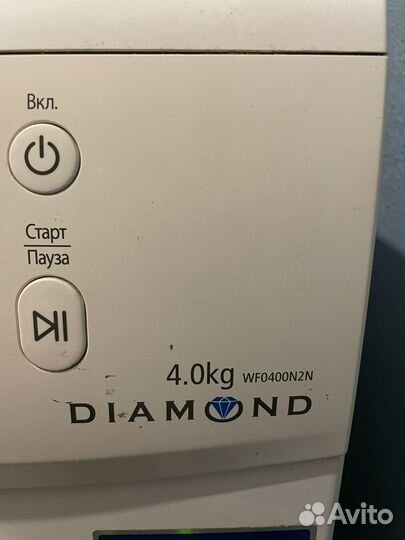 Вкл.
Старт
Пауза
4.0kg WF0400N2N
DIAMOND
Avito